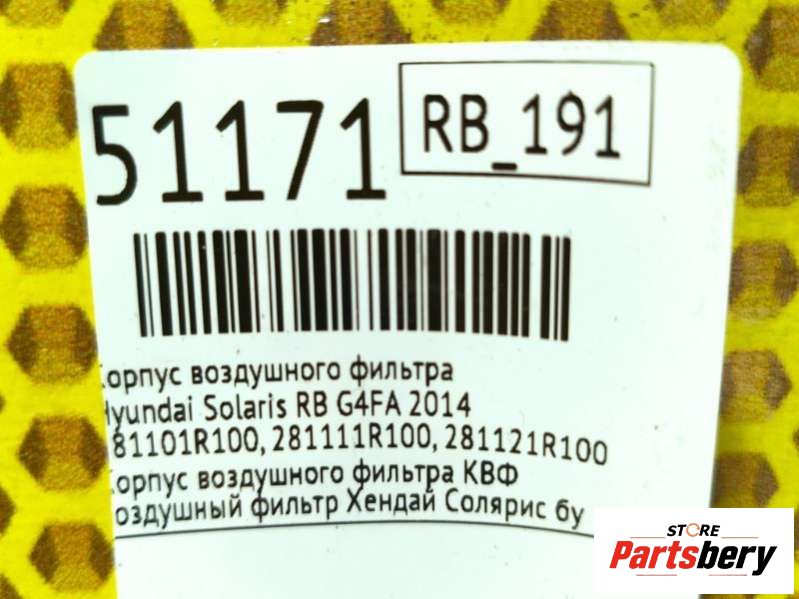 51171
RB_191
орпус воздушного фильтра
Hyundai Solaris RB G4FA 2014
81101R100, 281111R100, 281121R100
орпус воздушного фильтра КВФ
оздушный фильтр Хендай Солярис бу
STORE
Partsbery